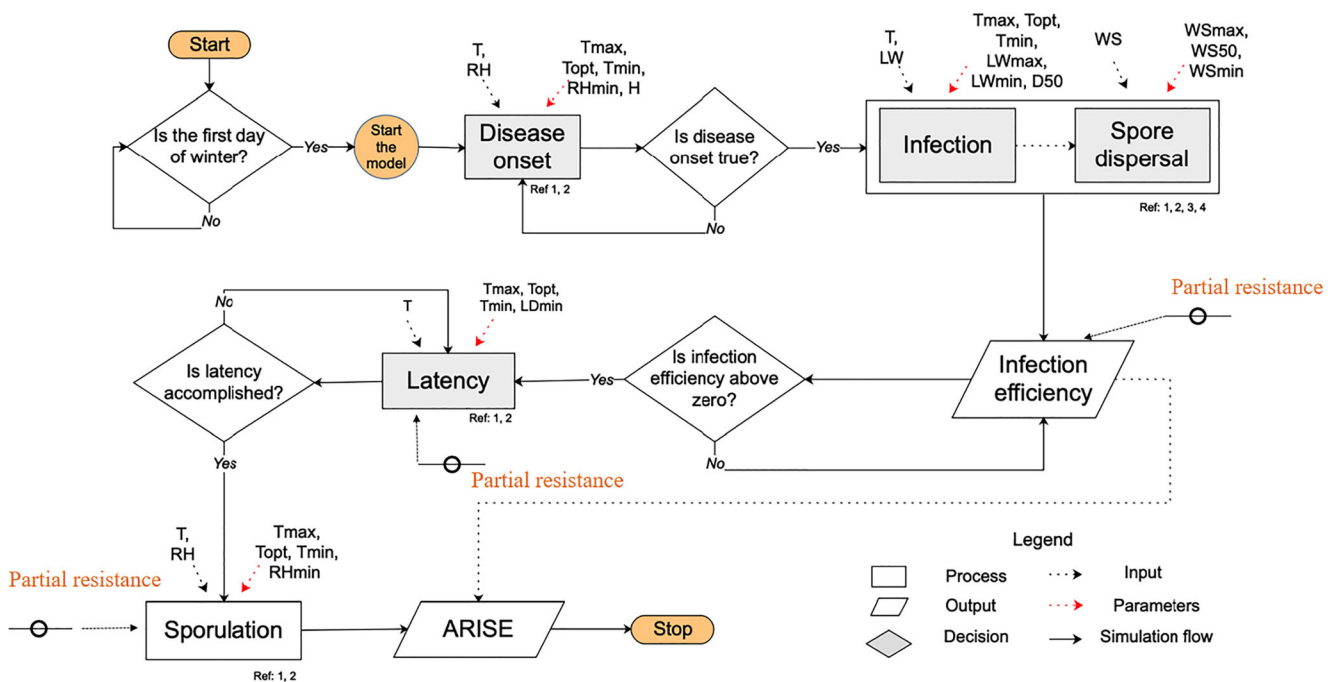 Start
Is the first day
of winter?
Yes
No
Start
the
model
T,
RH
Tmax,
Topt, Tmin,
RHmin, H
Disease
onset
Ref 1, 2
Is disease
onset true?
Yes
No
T,
LW
Tmax, Topt,
Tmin,
LWmax,
LWmin, D50
WS
WSmax,
WS50,
WSmin
Infection
Spore
dispersal
Ref: 1, 2, 3, 4
Partial resistance
Infection
efficiency
Is infection
efficiency above
zero?
Yes
No
T
Tmax, Topt,
Tmin, LDmin
Latency
Ref: 1, 2
Partial resistance
No
Is latency
accomplished?
Yes
T,
RH
Tmax,
Topt, Tmin,
RHmin
Partial resistance
Sporulation
Ref: 1, 2
ARISE
Stop
Legend
Process
Input
Output
Parameters
Decision
Simulation flow